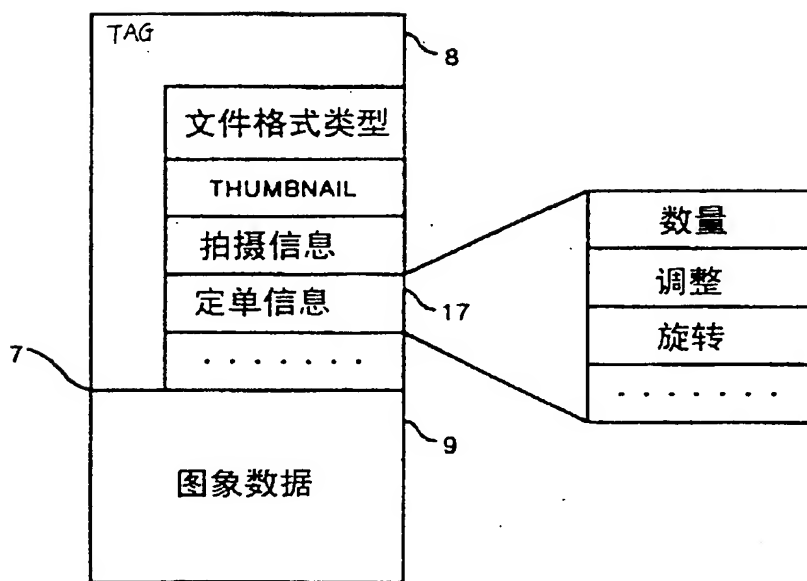 TAG
8
文件格式类型
THUMBNAIL
拍摄信息
定单信息
17
.......
7
9
图象数据
数量
调整
旋转
.......